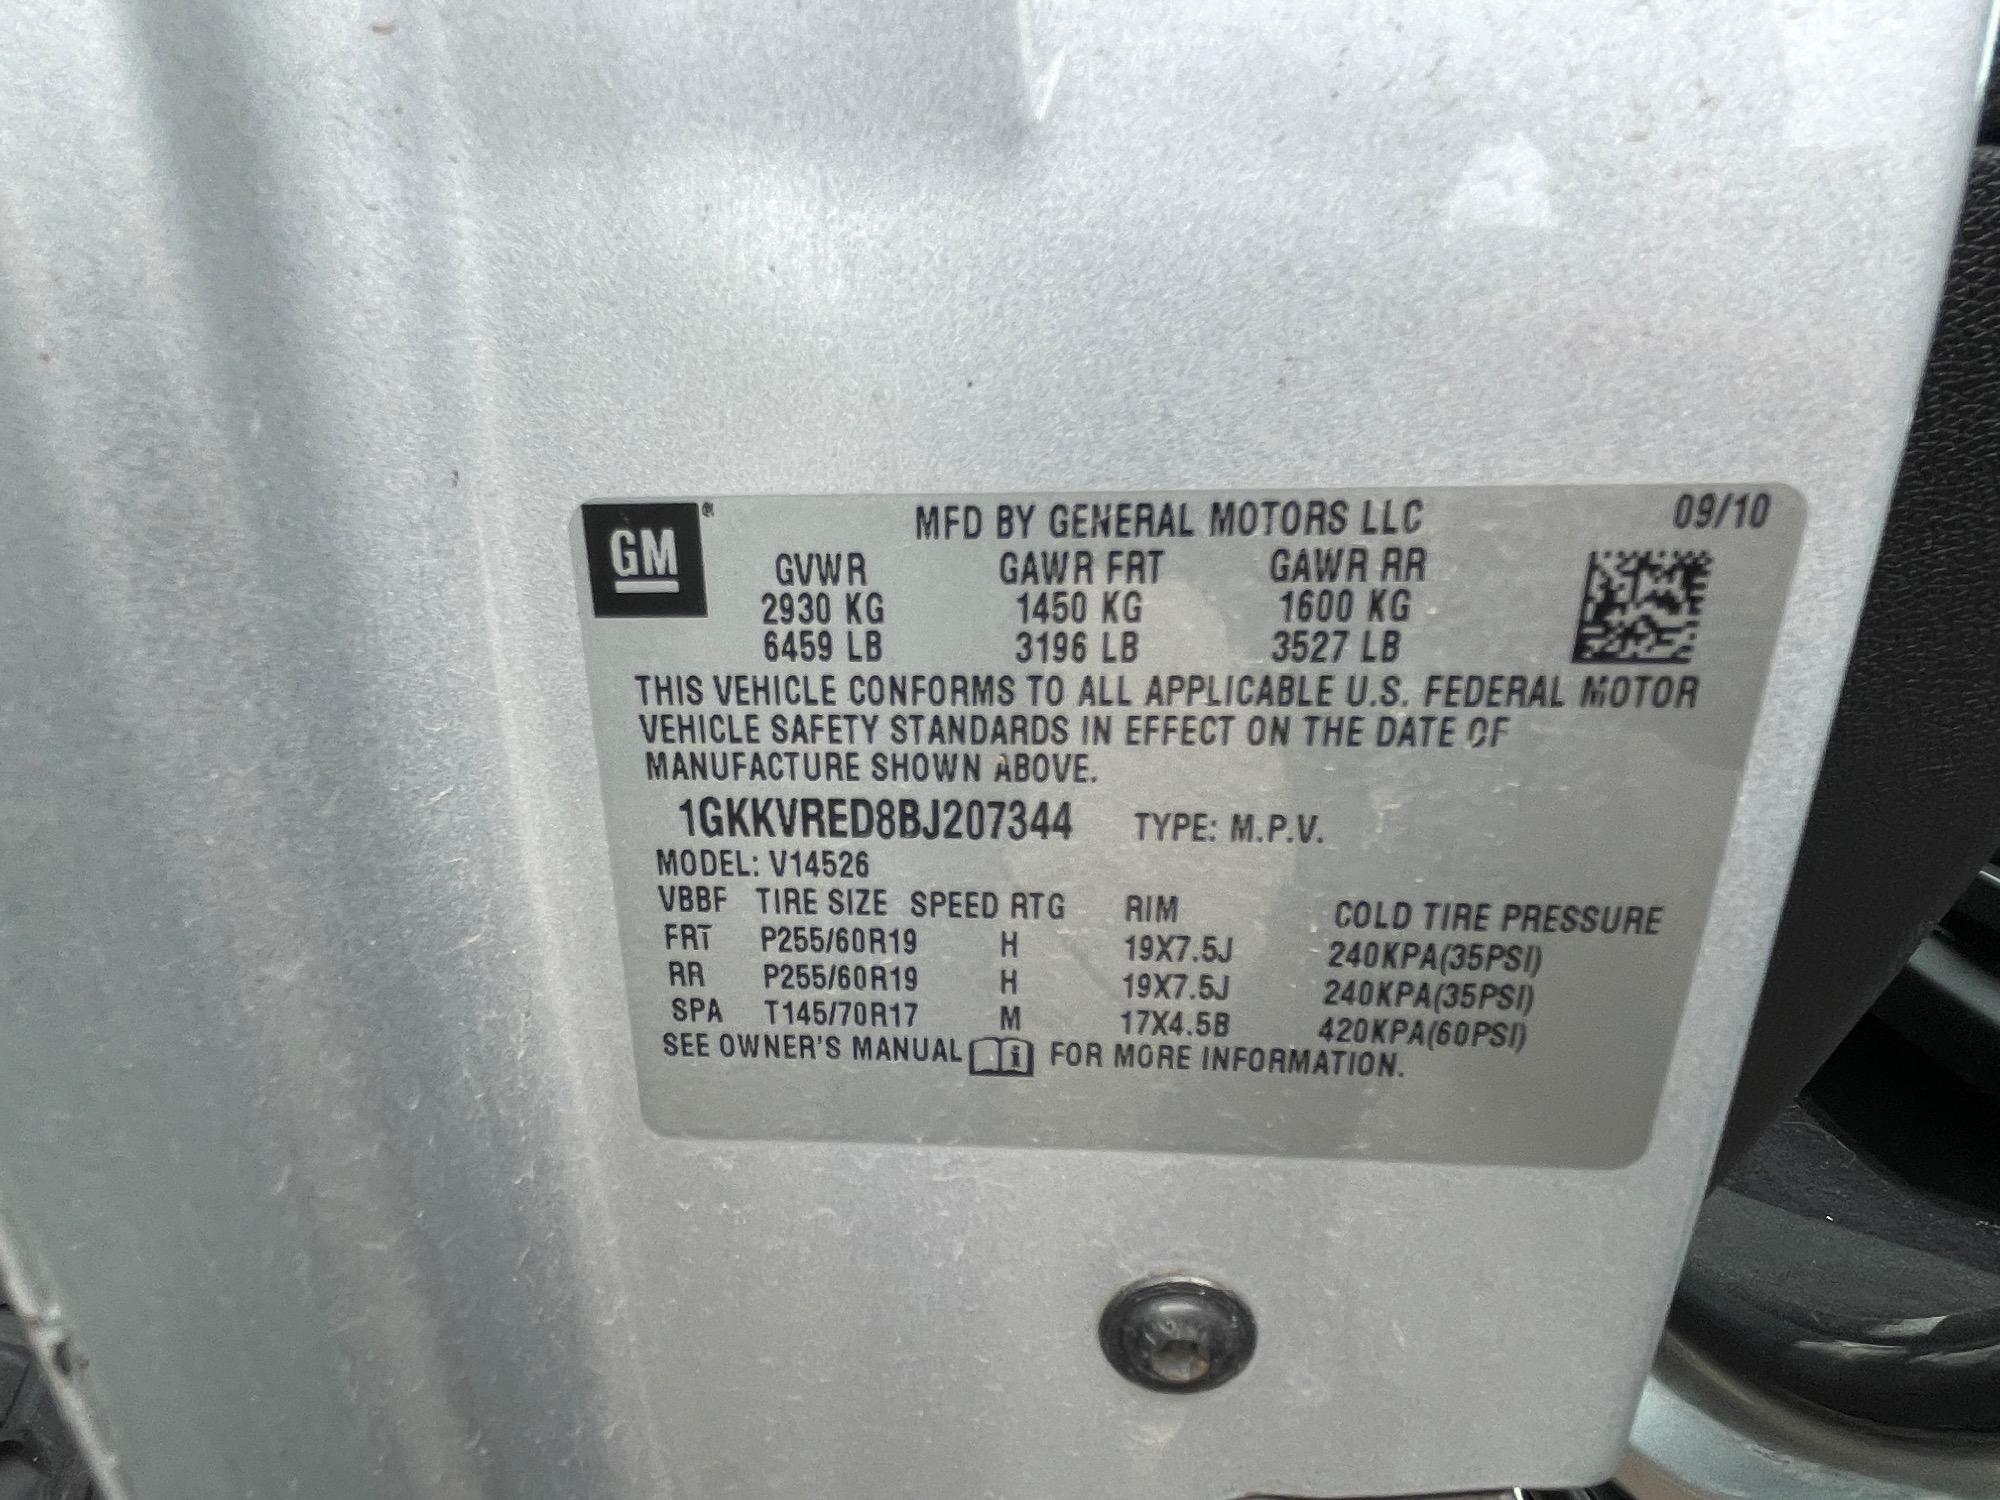 GM®
MFD BY GENERAL MOTORS LLC 09/10
GVWR GAWR FRT GAWR RR
2930 KG 1450 KG 1600 KG
6459 LB 3196 LB 3527 LB
THIS VEHICLE CONFORMS TO ALL APPLICABLE U.S. FEDERAL MOTOR
VEHICLE SAFETY STANDARDS IN EFFECT ON THE DATE OF
MANUFACTURE SHOWN ABOVE.
1GKKVRED8BJ207344 TYPE: M.P.V.
MODEL: V14526
VBBF TIRE SIZE SPEED RTG RIM COLD TIRE PRESSURE
FRT P255/60R19 H 19X7.5J 240KPA(35PSI)
RR P255/60R19 H 19X7.5J 240KPA(35PSI)
SPA T145/70R17 M 17X4.5B 420KPA(60PSI)
SEE OWNER'S MANUAL i FOR MORE INFORMATION.